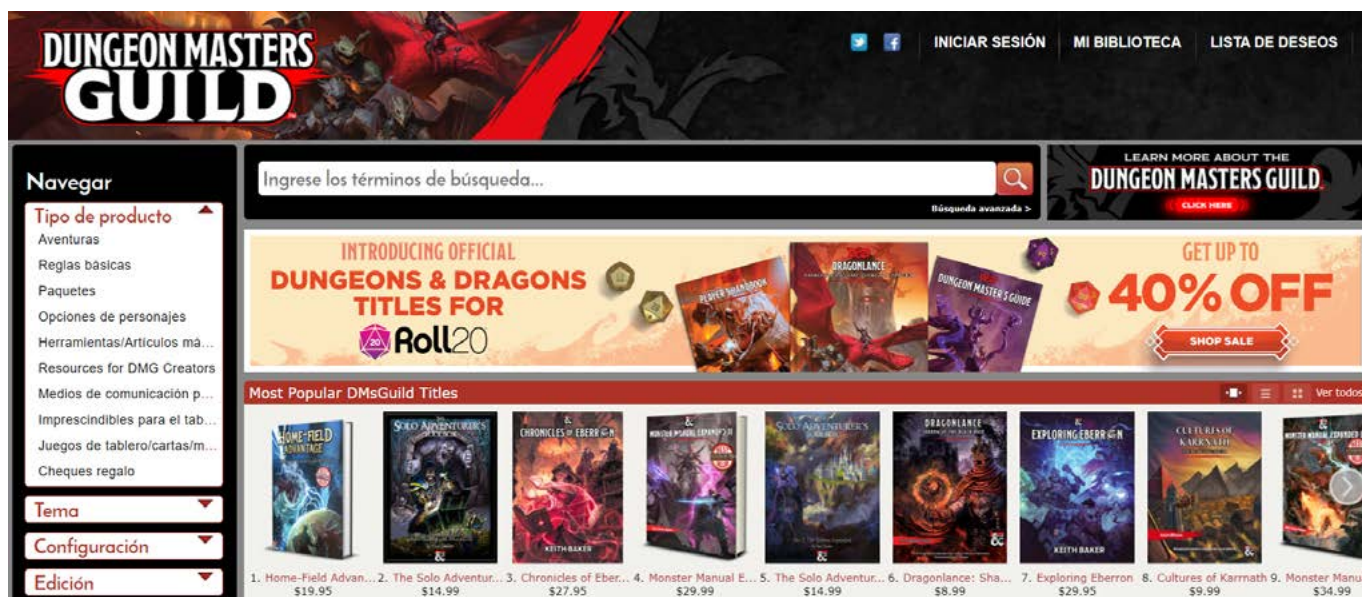 DUNGEON MASTERS
GUILD
INICIAR SESIÓN
MI BIBLIOTECA
LISTA DE DESEOS
Navegar
Tipo de producto
Aventuras
Reglas básicas
Paquetes
Opciones de personajes
Herramientas/Artículos má...
Resources for DMG Creators
Medios de comunicación p...
Imprescindibles para el tab...
Juegos de tablero/cartas/m...
Cheques regalo
Tema
Configuración
Edición
Ingrese los términos de búsqueda...
Búsqueda avanzada >
LEARN MORE ABOUT THE
DUNGEON MASTERS GUILD
CLICK HERE
INTRODUCING OFFICIAL
DUNGEONS & DRAGONS
TITLES FOR
20 Roll20
PLAYER'S HANDBOOK
DRAGONLANCE
DUNGEON MASTER'S GUIDE
GET UP TO
40% OFF
SHOP SALE
Most Popular DMsGuild Titles
Ver todos
HOME-FIELD
ADVANTAGE
SOLO ADVENTURER'S
CHRONICLES OF EBERRON
KEITH BAKER
MONSTER MANUAL EXPANDED III
SOLO ADVENTURER'S
DRAGONLANCE
EXPLORING EBERRON
KEITH BAKER
CULTURES OF
KARRNATH
MONSTER MANUAL EXPANDED
1. Home-Field Advan...
$19.95
2. The Solo Adventur...
$14.99
3. Chronicles of Eber...
$27.95
4. Monster Manual E...
$29.99
5. The Solo Adventur...
$14.99
6. Dragonlance: Sha...
$8.99
7. Exploring Eberron
$29.95
8. Cultures of Karrnath
$9.99
9. Monster Manu
$34.99